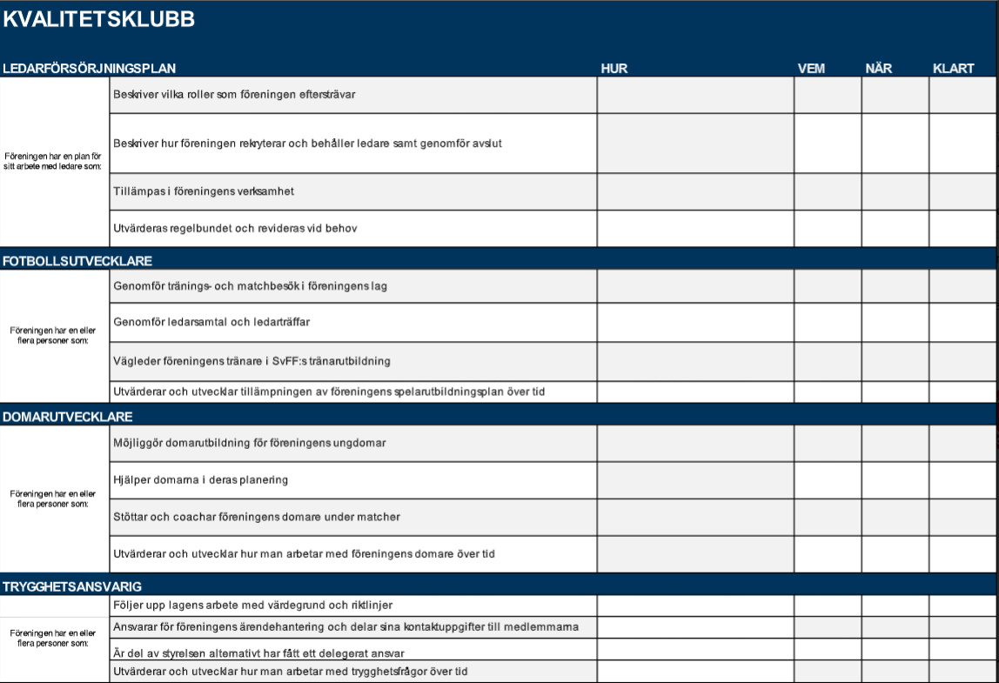 KVALITETSKLUBB
LEDARFÖRSÖRJNINGSPLAN HUR VEM NÄR KLART
Föreningen har en plan för
sitt arbete med ledare som:
Beskriver vilka roller som föreningen eftersträvar
Beskriver hur föreningen rekryterar och behåller ledare samt genomför avslut
Tillämpas i föreningens verksamhet
Utvärderas regelbundet och revideras vid behov
FOTBOLLSUTVECKLARE
Föreningen har en eller
flera personer som:
Genomför tränings- och matchbesök i föreningens lag
Genomför ledarsamtal och ledarträffar
Vägleder föreningens tränare i SvFF:s tränarutbildning
Utvärderar och utvecklar tillämpningen av föreningens spelarutbildningsplan över tid
DOMARUTVECKLARE
Föreningen har en eller
flera personer som:
Möjliggör domarutbildning för föreningens ungdomar
Hjälper domarna i deras planering
Stöttar och coachar föreningens domare under matcher
Utvärderar och utvecklar hur man arbetar med föreningens domare över tid
TRYGGHETSANSVARIG
Föreningen har en eller
flera personer som:
Följer upp lagens arbete med värdegrund och riktlinjer
Ansvarar för föreningens ärendehantering och delar sina kontaktuppgifter till medlemmarna
Är del av styrelsen alternativt har fått ett delegerat ansvar
Utvärderar och utvecklar hur man arbetar med trygghetsfrågor över tid